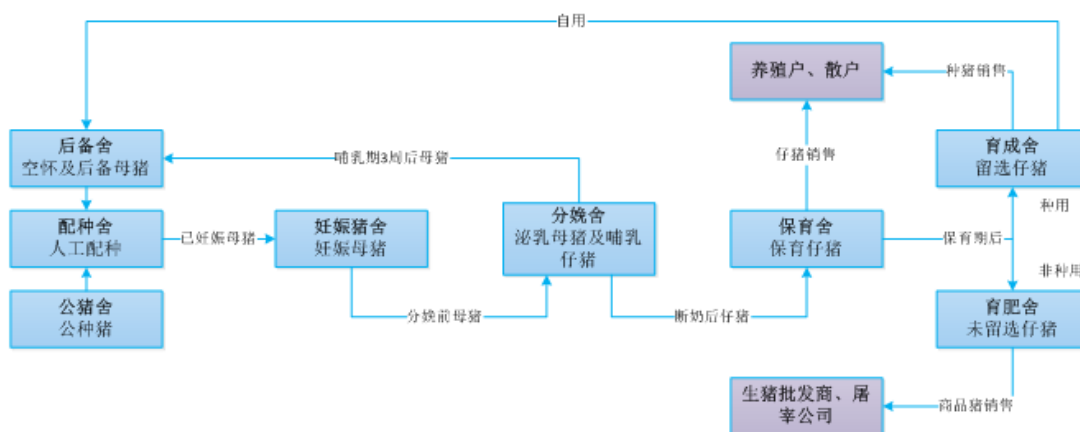 自用
养殖户、散户
种猪销售
后备舍
空怀及后备母猪
哺乳期3周后母猪
仔猪销售
育成舍
留选仔猪
种用
配种舍
人工配种
已妊娠母猪
妊娠猪舍
妊娠母猪
分娩舍
泌乳母猪及哺乳
仔猪
保育舍
保育仔猪
保育期后
非种用
公猪舍
公种猪
分娩前母猪
断奶后仔猪
育肥舍
未留选仔猪
生猪批发商、屠
宰公司
商品猪销售